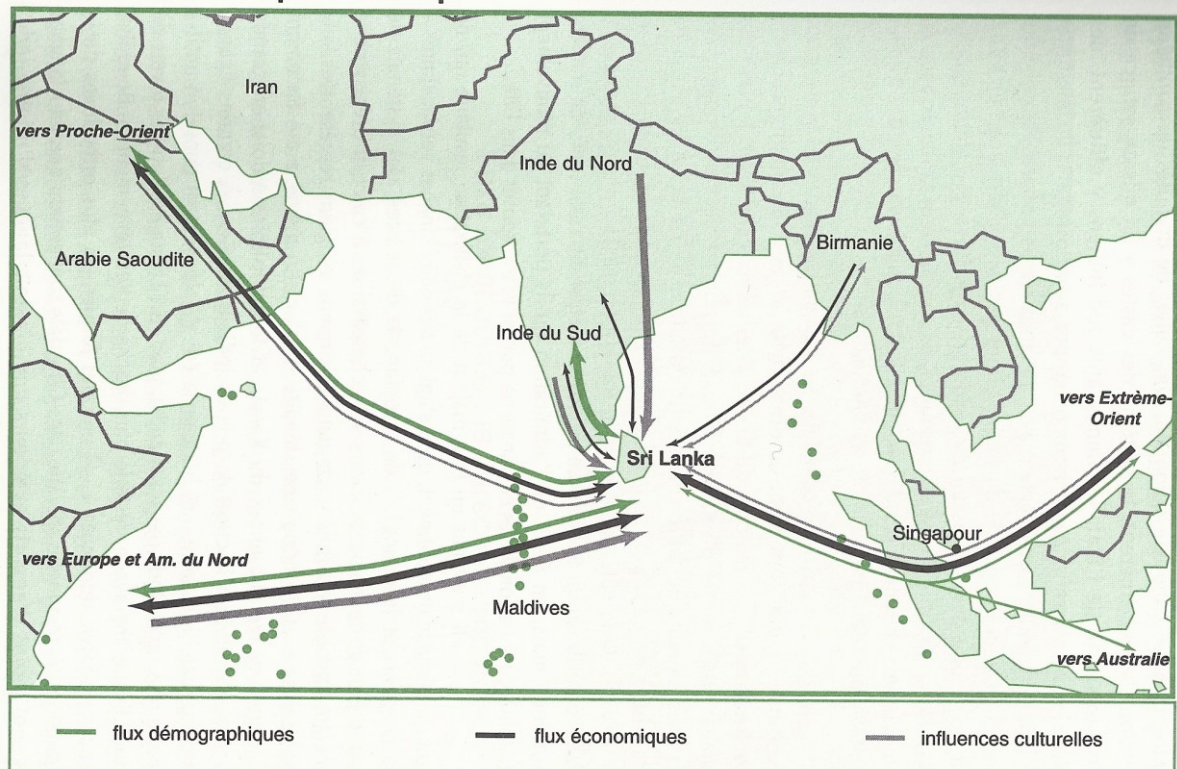 Iran
vers Proche-Orient
Inde du Nord
Birmanie
Arabie Saoudite
Inde du Sud
vers Extrème-
Orient
Sri Lanka
Singapour
vers Europe et Am. du Nord
Maldives
vers Australie
flux démographiques
flux économiques
influences culturelles